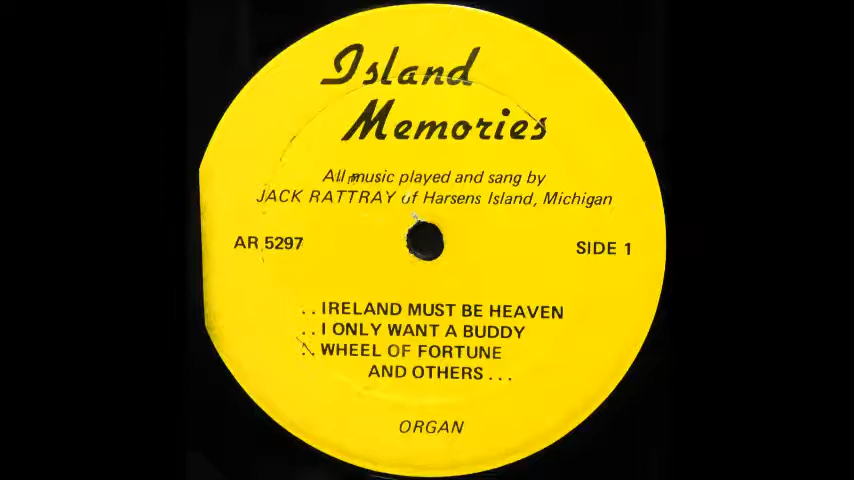 Island
Memories
All music played and sang by
JACK RATTRAY of Harsens Island, Michigan
AR 5297
SIDE 1
. . IRELAND MUST BE HEAVEN
. . I ONLY WANT A BUDDY
. . WHEEL OF FORTUNE
AND OTHERS . . .
ORGAN